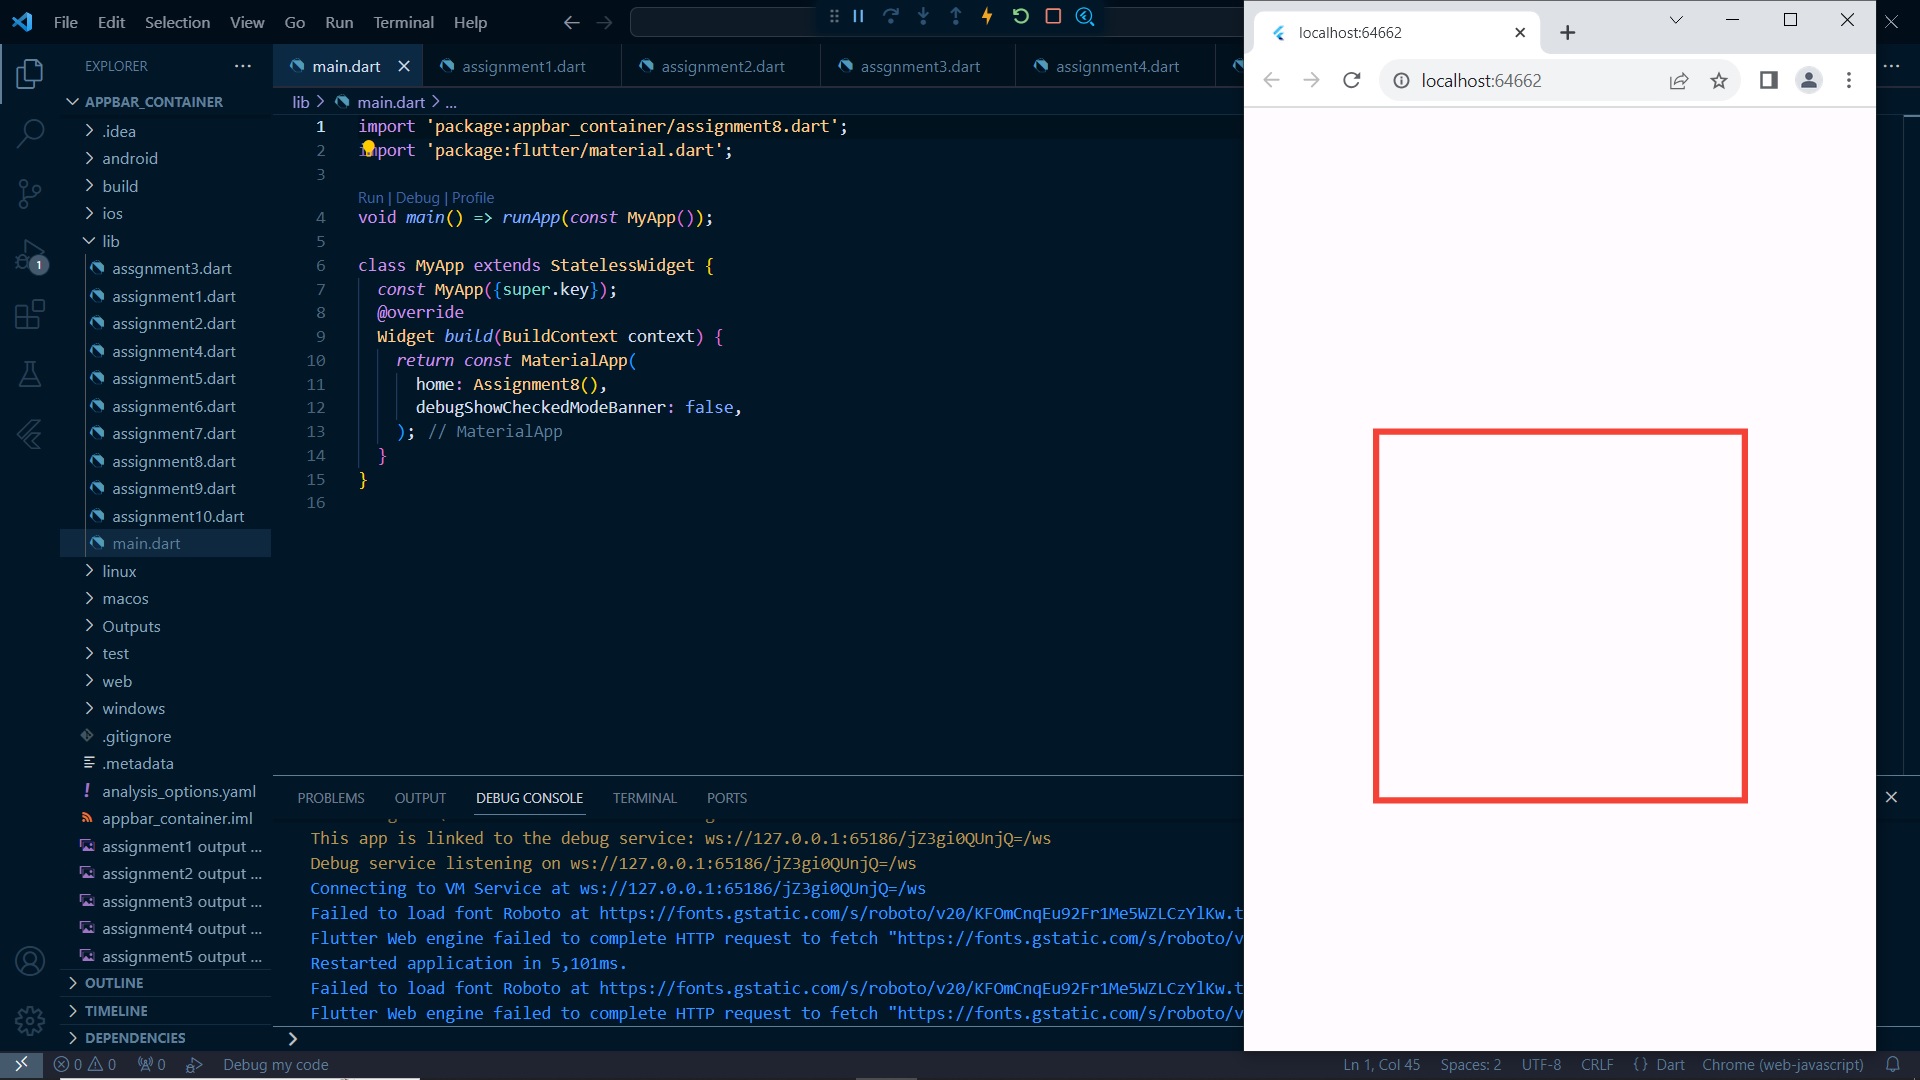 File Edit Selection View Go Run Terminal Help
EXPLORER
APPBAR_CONTAINER
.idea
android
build
ios
lib
assgnment3.dart
assignment1.dart
assignment2.dart
assignment4.dart
assignment5.dart
assignment6.dart
assignment7.dart
assignment8.dart
assignment9.dart
assignment10.dart
main.dart
linux
macos
Outputs
test
web
windows
.gitignore
.metadata
analysis_options.yaml
appbar_container.iml
assignment1 output ...
assignment2 output ...
assignment3 output ...
assignment4 output ...
assignment5 output ...
OUTLINE
TIMELINE
DEPENDENCIES
1
main.dart assignment1.dart assignment2.dart assgnment3.dart assignment4.dart
lib > main.dart > ...
1 import 'package:appbar_container/assignment8.dart';
2 import 'package:flutter/material.dart';
3
Run | Debug | Profile
4 void main() => runApp(const MyApp());
5
6 class MyApp extends StatelessWidget {
7 const MyApp({super.key});
8 @override
9 Widget build(BuildContext context) {
10 return const MaterialApp(
11 home: Assignment8(),
12 debugShowCheckedModeBanner: false,
13 ); // MaterialApp
14 }
15 }
16
PROBLEMS OUTPUT DEBUG CONSOLE TERMINAL PORTS
This app is linked to the debug service: ws://127.0.0.1:65186/jZ3gi0QUnjQ=/ws
Debug service listening on ws://127.0.0.1:65186/jZ3gi0QUnjQ=/ws
Connecting to VM Service at ws://127.0.0.1:65186/jZ3gi0QUnjQ=/ws
Failed to load font Roboto at https://fonts.gstatic.com/s/roboto/v20/KFOmCnqEu92Fr1Me5WZLCzYlKw.t
Flutter Web engine failed to complete HTTP request to fetch "https://fonts.gstatic.com/s/roboto/v
Restarted application in 5,101ms.
Failed to load font Roboto at https://fonts.gstatic.com/s/roboto/v20/KFOmCnqEu92Fr1Me5WZLCzYlKw.t
Flutter Web engine failed to complete HTTP request to fetch "https://fonts.gstatic.com/s/roboto/v
localhost:64662
localhost:64662
0 0 0 Debug my code Ln 1, Col 45 Spaces: 2 UTF-8 CRLF {} Dart Chrome (web-javascript)